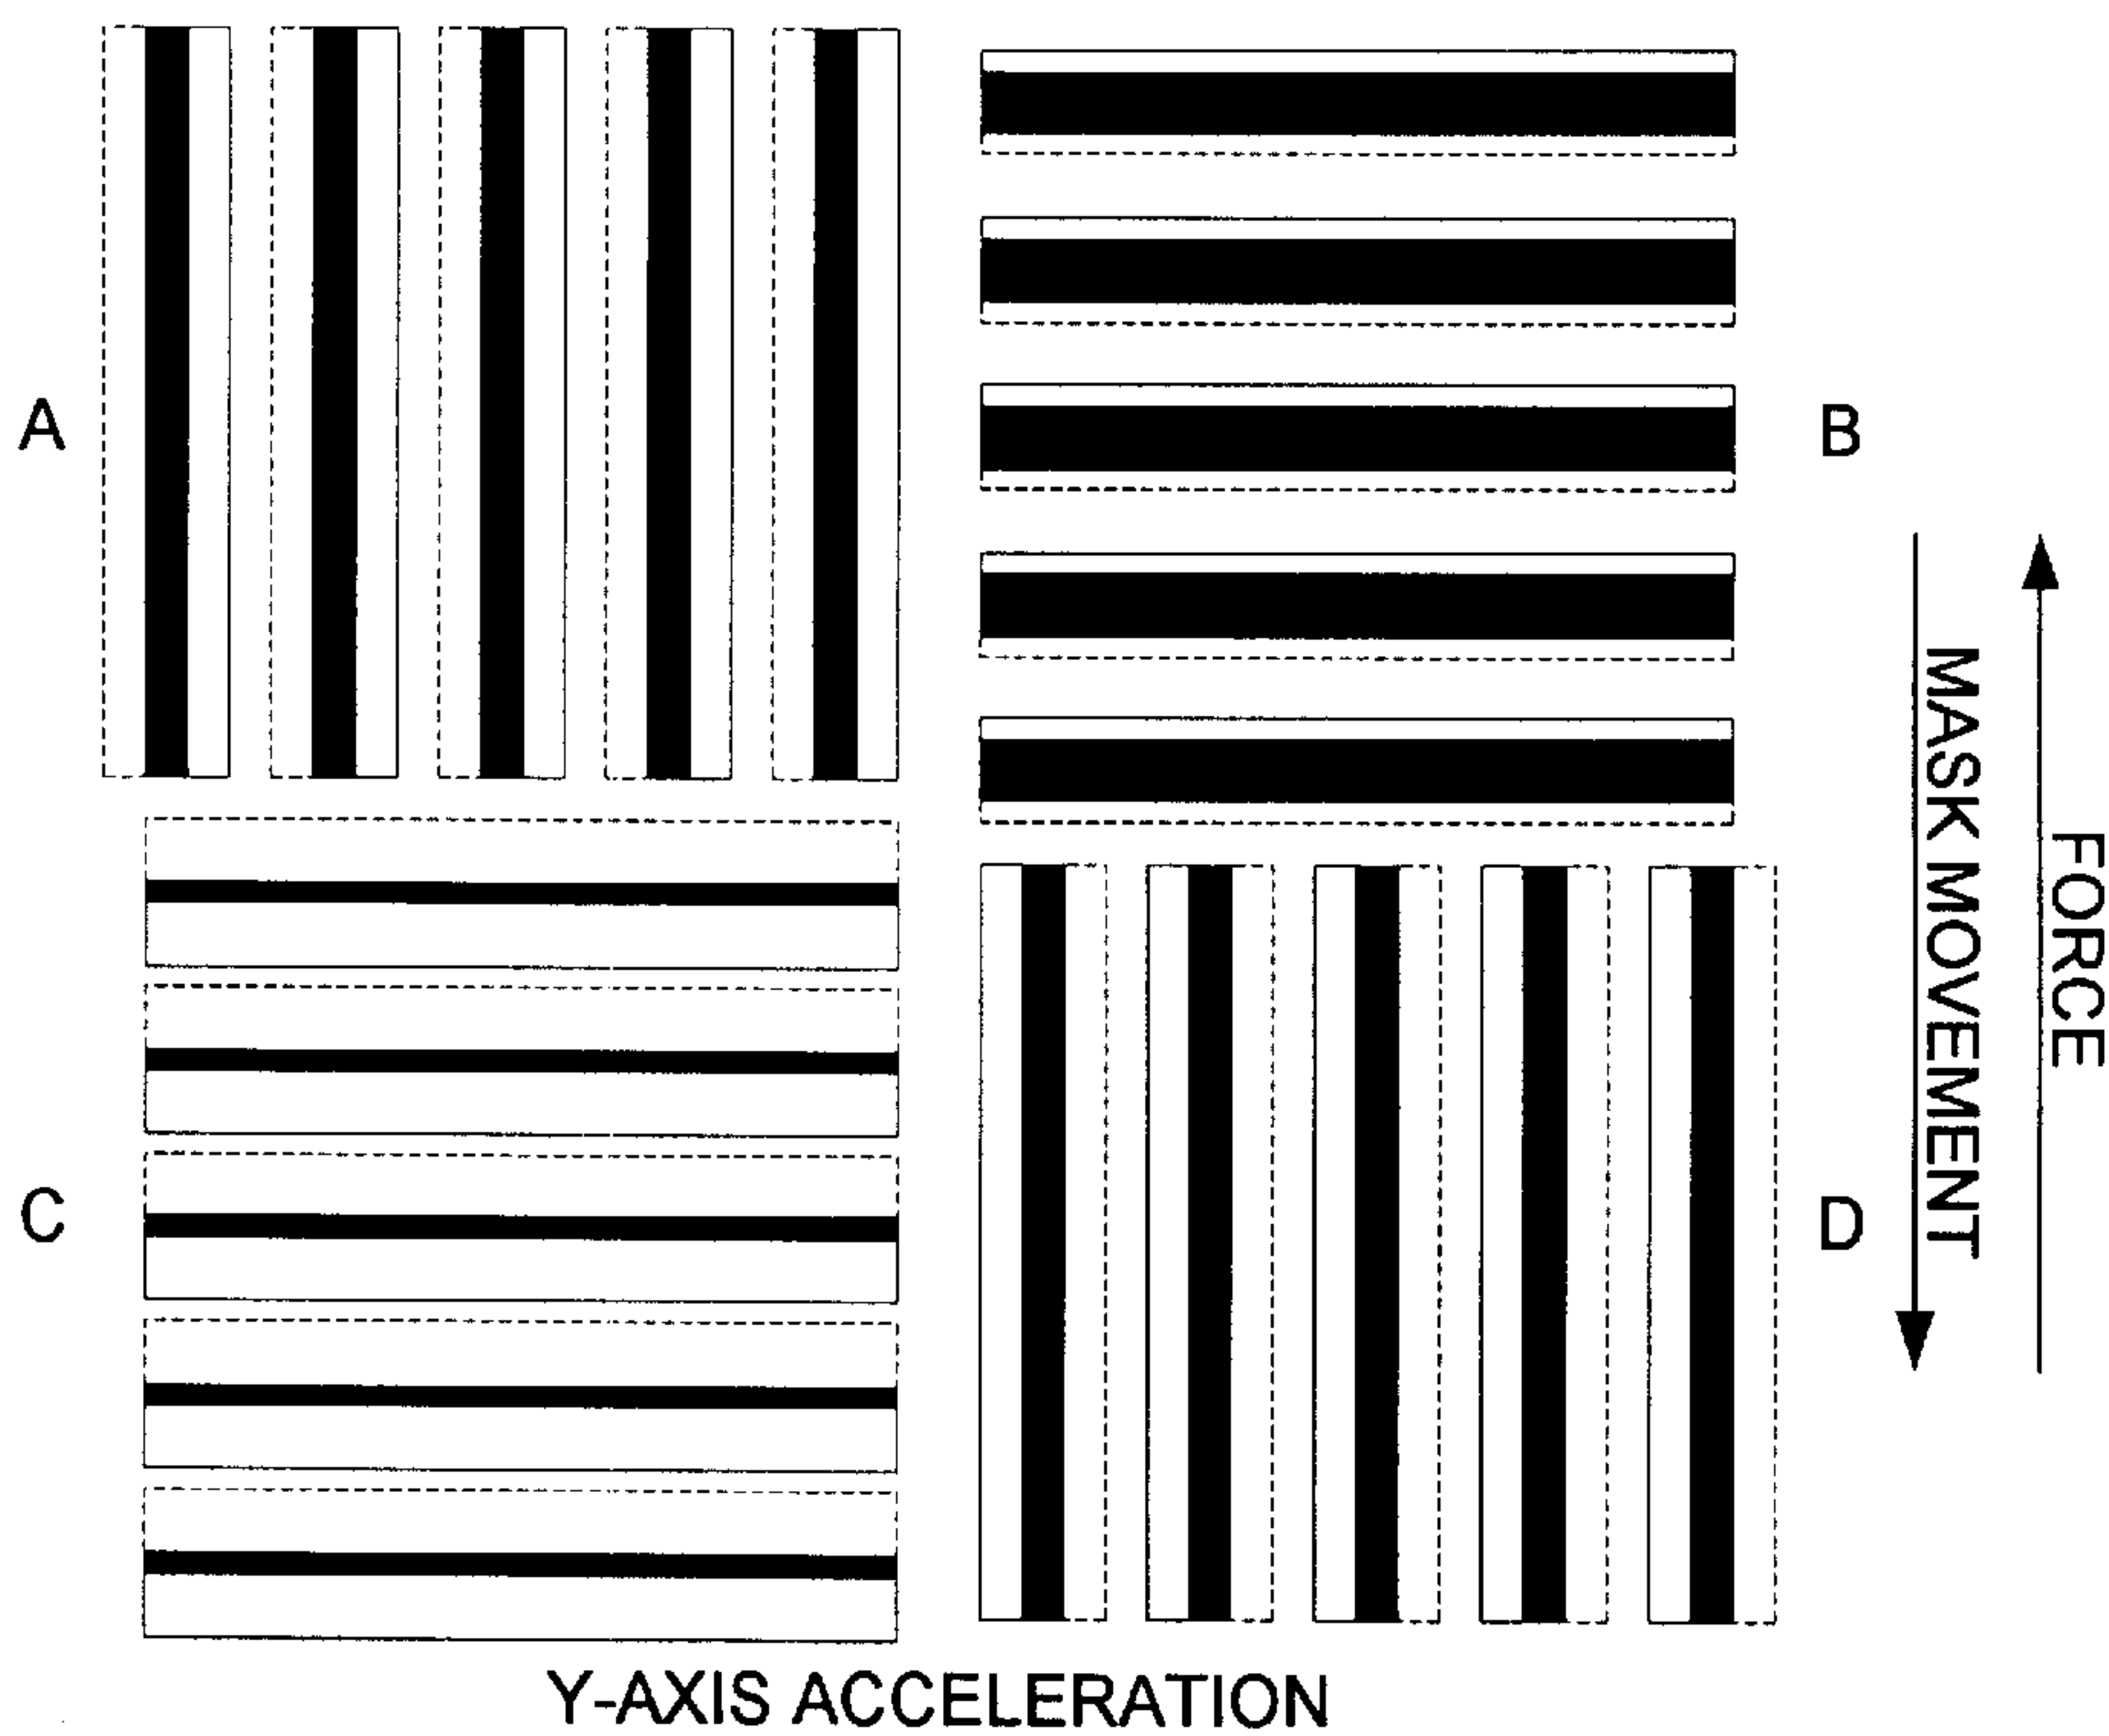 A
B
C
D
MASK MOVEMENT
FORCE
Y-AXIS ACCELERATION